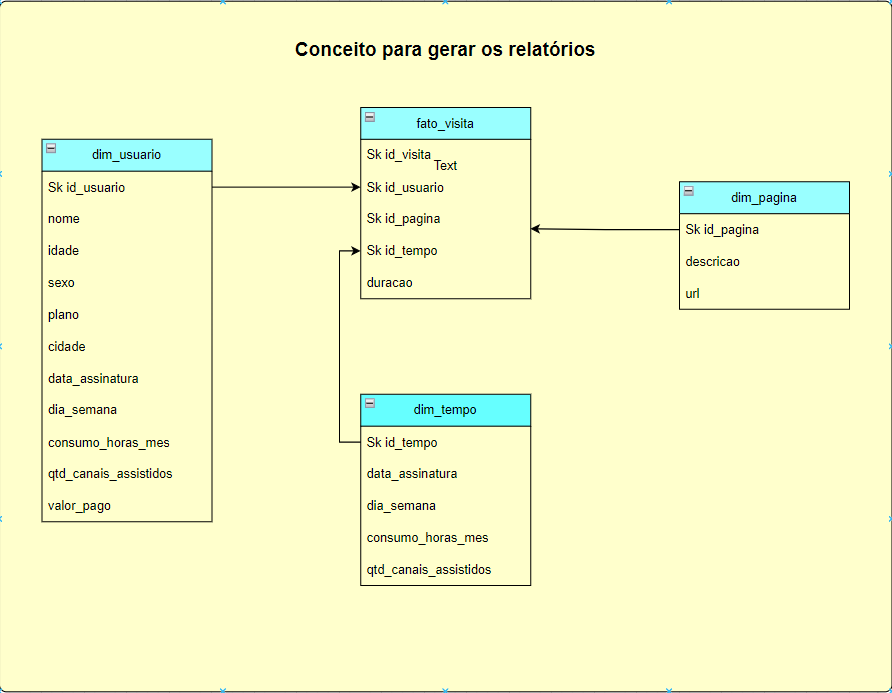 Conceito para gerar os relatórios
dim_usuario
Sk id_usuario
nome
idade
sexo
plano
cidade
data_assinatura
dia_semana
consumo_horas_mes
qtd_canais_assistidos
valor_pago
fato_visita
Sk id_visita
Text
Sk id_usuario
Sk id_pagina
Sk id_tempo
duracao
dim_pagina
Sk id_pagina
descricao
url
dim_tempo
Sk id_tempo
data_assinatura
dia_semana
consumo_horas_mes
qtd_canais_assistidos